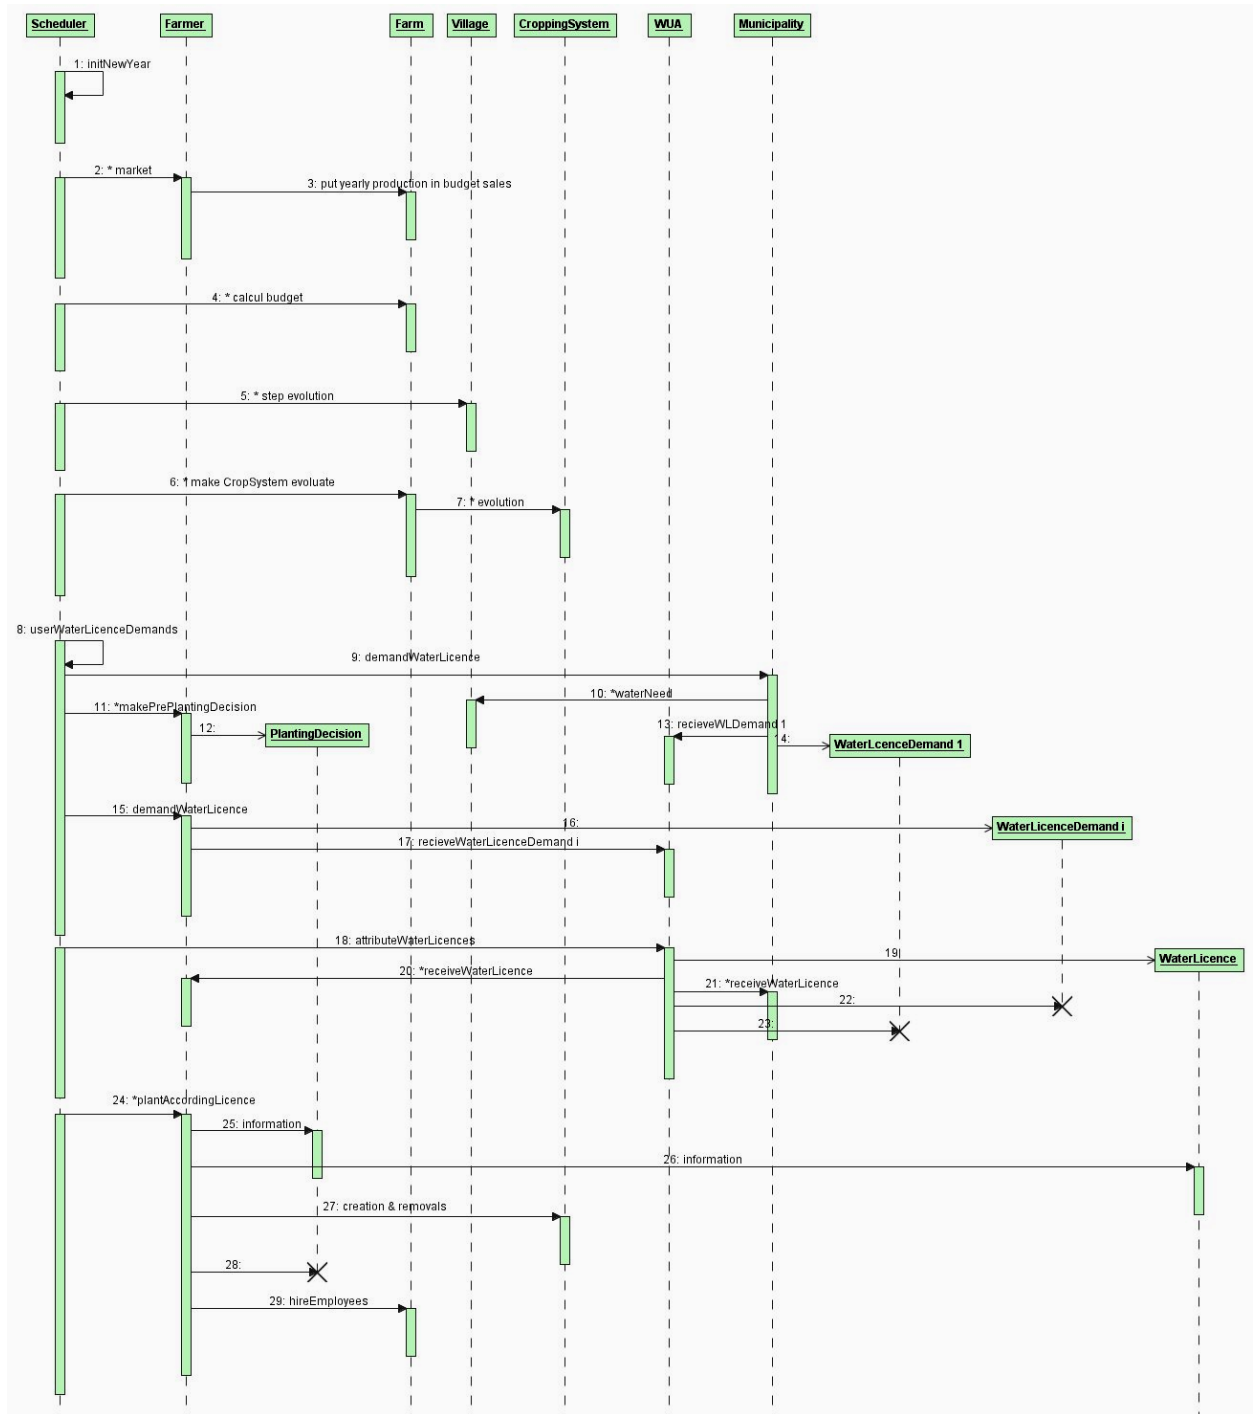 Scheduler
Farmer
Farm
Village
CroppingSystem
WUA
Municipality
1: initNewYear
2: * market
3: put yearly production in budget sales
4: * calcul budget
5: * step evolution
6: * make CropSystem evaluate
7: * evolution
8: userWaterLicenceDemands
9: demandWaterLicence
10: *waterNeed
11: *makePrePlantingDecision
12:
PlantingDecision
13: recieveWLDemand 1
14:
WaterLcenceDemand 1
15: demandWaterLicence
16:
WaterLicenceDemand i
17: recieveWaterLicenceDemand i
18: attributeWaterLicences
19
WaterLicence
20: *receiveWaterLicence
21: *receiveWaterLicence
22:
23:
24: *plantAccordingLicence
25: information
26: information
27: creation & removals
28:
29: hireEmployees